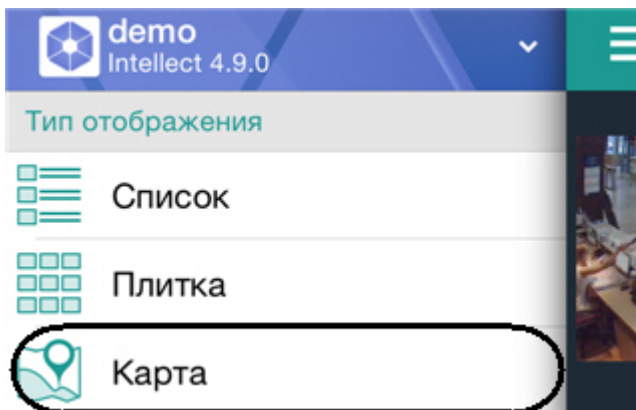 demo
Intellect 4.9.0
Тип отображения
Список
Плитка
Карта